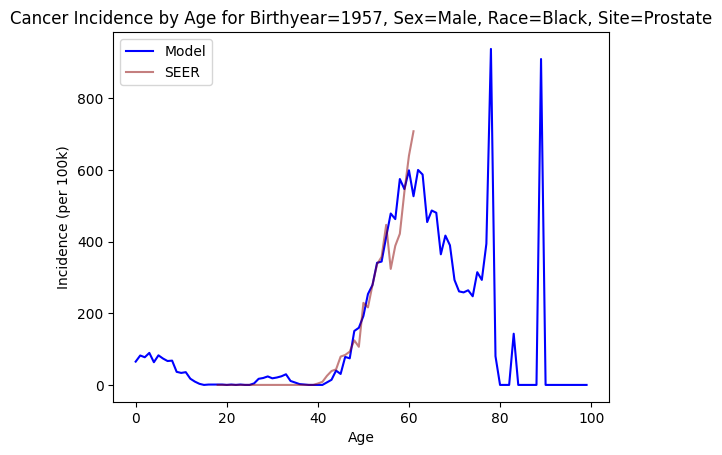 Cancer Incidence by Age for Birthyear=1957, Sex=Male, Race=Black, Site=Prostate
Model
SEER
800
600
400
200
0
Incidence (per 100k)
0 20 40 60 80 100
Age